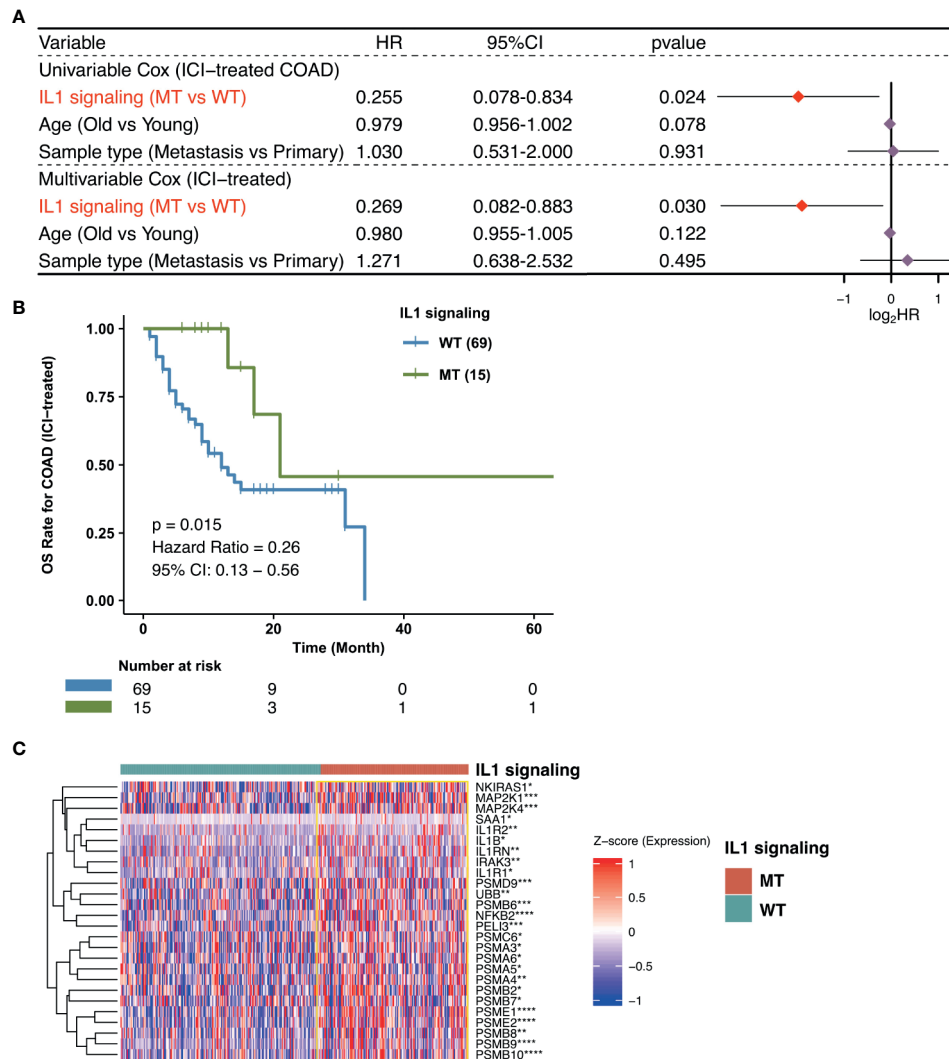 A
Variable HR 95%CI pvalue
Univariable Cox (ICI−treated COAD)
IL1 signaling (MT vs WT) 0.255 0.078-0.834 0.024
Age (Old vs Young) 0.979 0.956-1.002 0.078
Sample type (Metastasis vs Primary) 1.030 0.531-2.000 0.931
Multivariable Cox (ICI−treated)
IL1 signaling (MT vs WT) 0.269 0.082-0.883 0.030
Age (Old vs Young) 0.980 0.955-1.005 0.122
Sample type (Metastasis vs Primary) 1.271 0.638-2.532 0.495
−1 0 1
log₂HR
B
IL1 signaling
WT (69)
MT (15)
OS Rate for COAD (ICI−treated)
1.00
0.75
0.50
0.25
0.00
p = 0.015
Hazard Ratio = 0.26
95% CI: 0.13 − 0.56
0 20 40 60
Time (Month)
Number at risk
69 9 0 0
15 3 1 1
C
IL1 signaling
NKIRAS1*
MAP2K1***
MAP2K4***
SAA1*
IL1R2**
IL1B*
IL1RN**
IRAK3**
IL1R1*
PSMD9***
UBB**
PSMB6***
NFKB2****
PELI3***
PSMC6*
PSMA3*
PSMA6*
PSMA5*
PSMA4**
PSMB2*
PSMB7*
PSME1****
PSME2****
PSMB8**
PSMB9****
PSMB10****
Z−score (Expression)
1
0.5
0
−0.5
−1
IL1 signaling
MT
WT